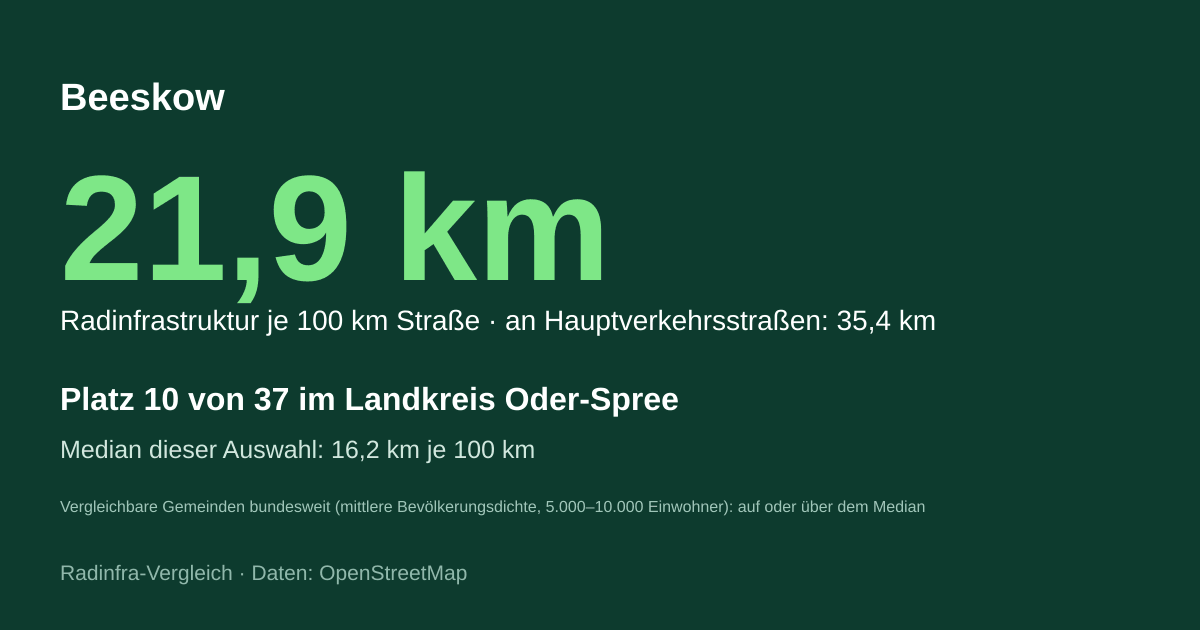 Beeskow
21,9 km
Radinfrastruktur je 100 km Straße · an Hauptverkehrsstraßen: 35,4 km
Platz 10 von 37 im Landkreis Oder-Spree
Median dieser Auswahl: 16,2 km je 100 km
Vergleichbare Gemeinden bundesweit (mittlere Bevölkerungsdichte, 5.000–10.000 Einwohner): auf oder über dem Median
Radinfra-Vergleich · Daten: OpenStreetMap